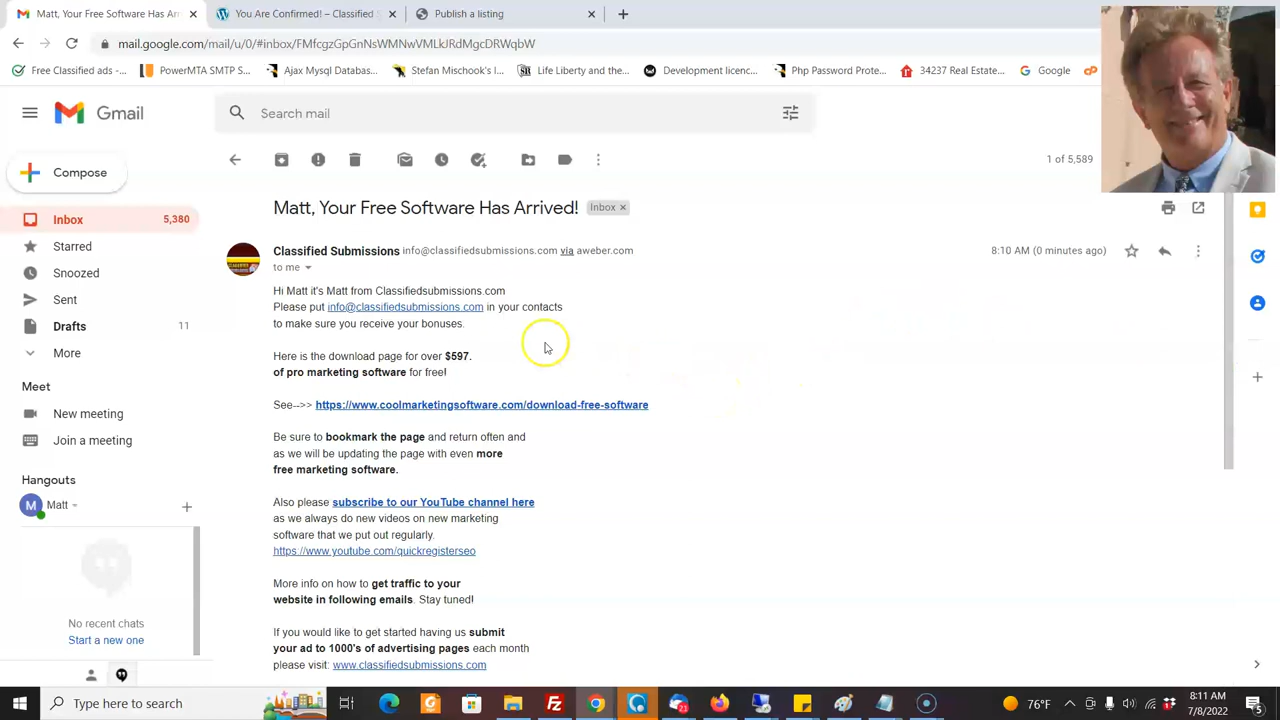 Matt, Your Free Software Has Arr
You Are Confirmed! – Classified S
Publish a listing
mail.google.com/mail/u/0/#inbox/FMfcgzGpGnNsWMNwVMLkJRdMgcDRWqbW
Free Classified ads -...
PowerMTA SMTP S...
Ajax Mysql Databas...
Stefan Mischook's I...
Life Liberty and the...
Development licenc...
Php Password Prote...
34237 Real Estate...
Google
Gmail
Search mail
Compose
1 of 5,589
Inbox 5,380
Starred
Snoozed
Sent
Drafts 11
More
Meet
New meeting
Join a meeting
Hangouts
Matt
No recent chats
Start a new one
Matt, Your Free Software Has Arrived! Inbox
Classified Submissions info@classifiedsubmissions.com via aweber.com
8:10 AM (0 minutes ago)
to me
Hi Matt it's Matt from Classifiedsubmissions.com
Please put info@classifiedsubmissions.com in your contacts
to make sure you receive your bonuses.
Here is the download page for over $597.
of pro marketing software for free!
See-->> https://www.coolmarketingsoftware.com/download-free-software
Be sure to bookmark the page and return often and
as we will be updating the page with even more
free marketing software.
Also please subscribe to our YouTube channel here
as we always do new videos on new marketing
software that we put out regularly.
https://www.youtube.com/quickregisterseo
More info on how to get traffic to your
website in following emails. Stay tuned!
If you would like to get started having us submit
your ad to 1000's of advertising pages each month
please visit: www.classifiedsubmissions.com
Type here to search
21
76°F
8:11 AM
7/8/2022
5